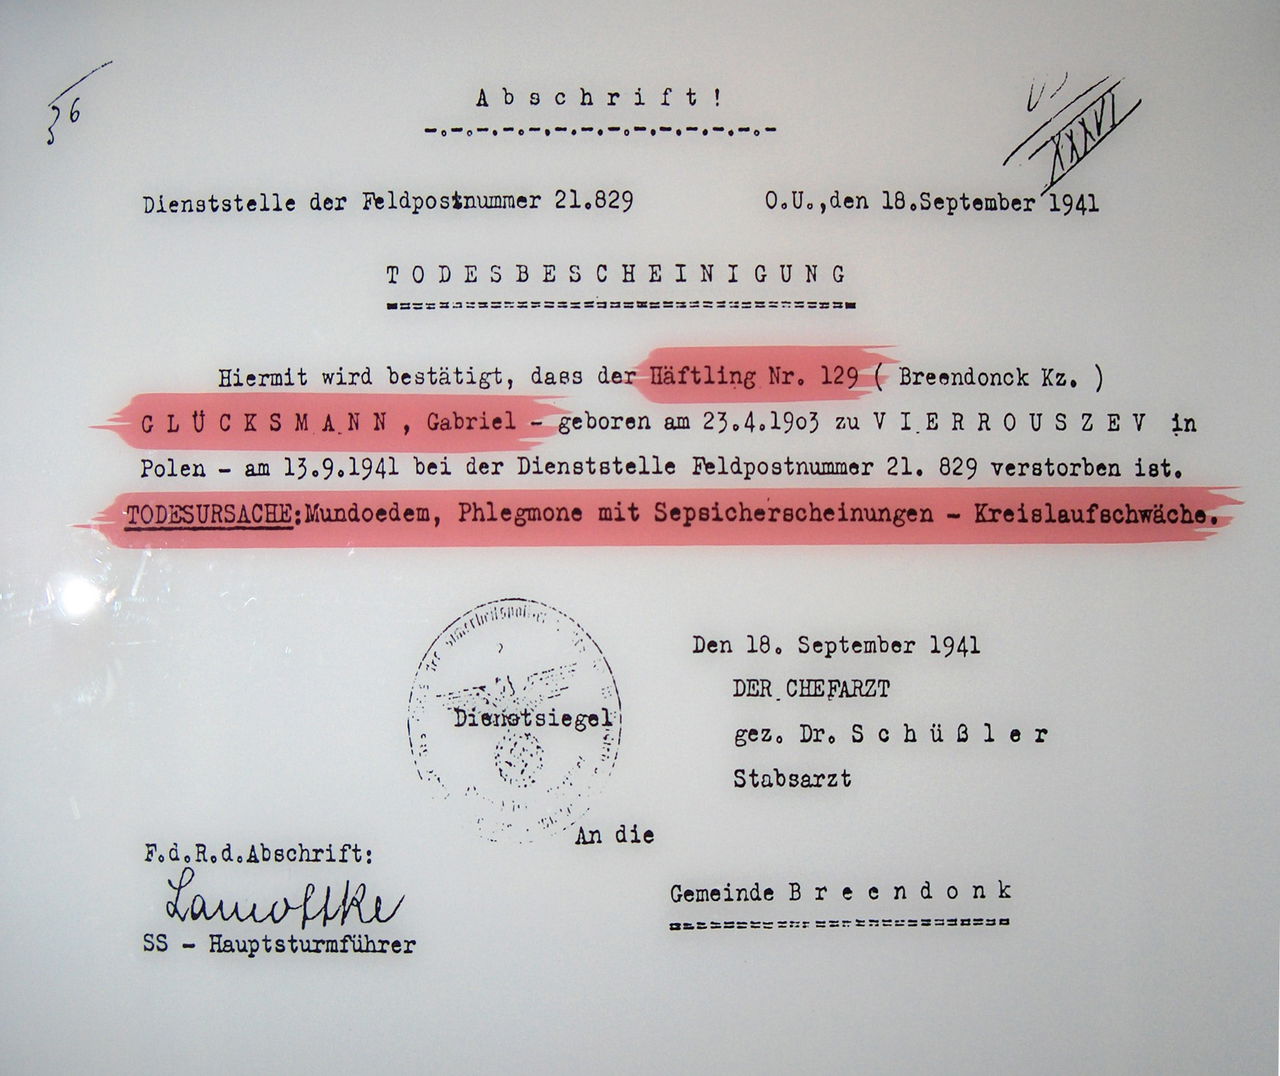 36
Abschrift!
XXXVI
Dienststelle der Feldpostnummer 21.829 O.U.,den 18.September 1941
TODESBESCHEINIGUNG
Hiermit wird bestätigt, dass der Häftling Nr. 129 ( Breendonck Kz. )
GLÜCKSMANN, Gabriel - geboren am 23.4.19o3 zu VIERROUSZEV in
Polen - am 13.9.1941 bei der Dienststelle Feldpostnummer 21. 829 verstorben ist.
TODESURSACHE:Mundoedem, Phlegmone mit Sepsicherscheinungen - Kreislaufschwäche.
Den 18. September 1941
DER CHEFARZT
Dienstsiegel
gez. Dr. Schüßler
Stabsarzt
An die
F.d.R.d.Abschrift:
Gemeinde Breendonk
SS - Hauptsturmführer